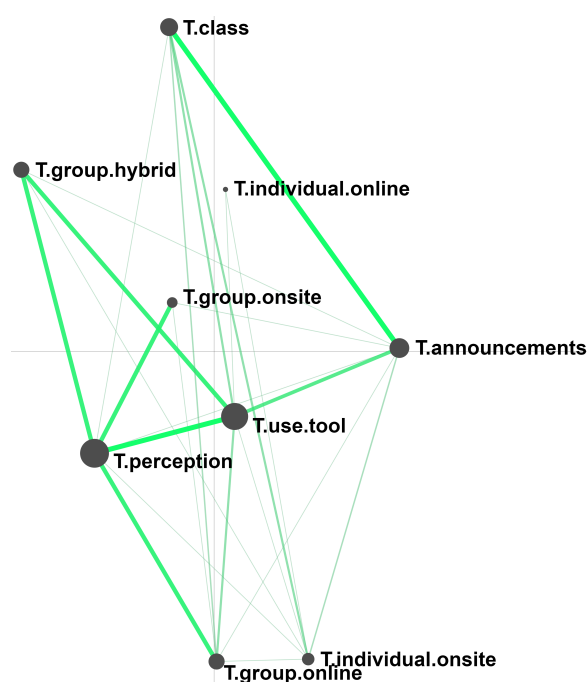 T.class
T.group.hybrid
T.individual.online
T.group.onsite
T.announcements
T.use.tool
T.perception
T.individual.onsite
T.group.online